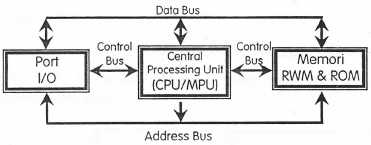 Data Bus
Port
I/O
Control
Bus
Central
Processing Unit
(CPU/MPU)
Control
Bus
Memori
RWM & ROM
Address Bus